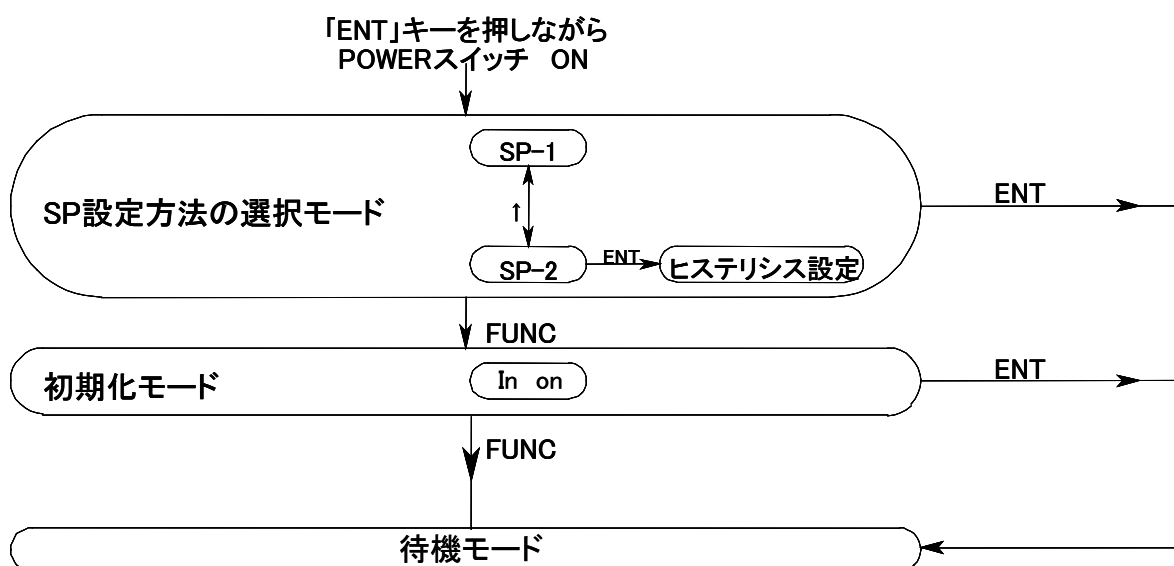 「ENT」キーを押しながら
POWERスイッチ ON
SP-1
SP設定方法の選択モード
↑
ENT
SP-2
ENT
ヒステリシス設定
FUNC
初期化モード
In on
ENT
FUNC
待機モード